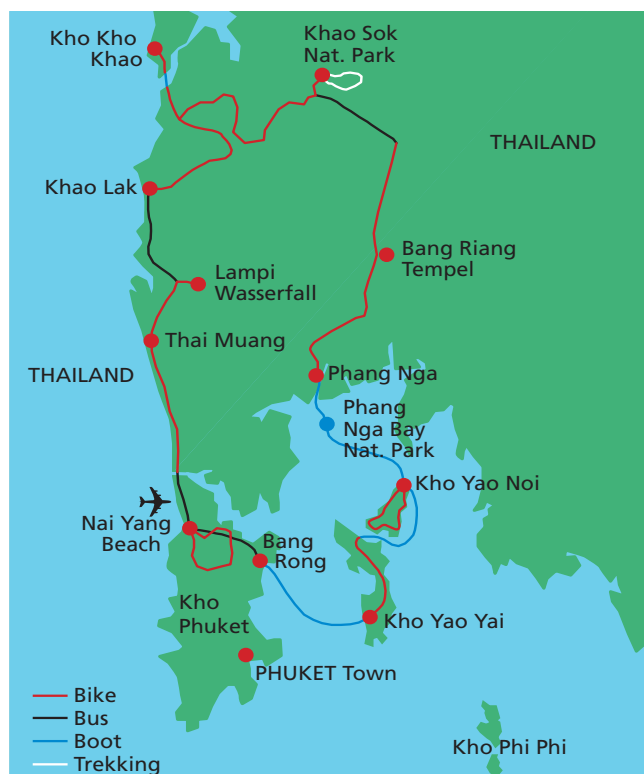 Kho Kho
Khao
Khao Sok
Nat. Park
THAILAND
Khao Lak
Lampi
Wasserfall
Bang Riang
Tempel
Thai Muang
THAILAND
Phang Nga
Phang
Nga Bay
Nat. Park
Kho Yao Noi
Nai Yang
Beach
Bang
Rong
Kho
Phuket
Kho Yao Yai
PHUKET Town
Bike
Bus
Boot
Trekking
Kho Phi Phi